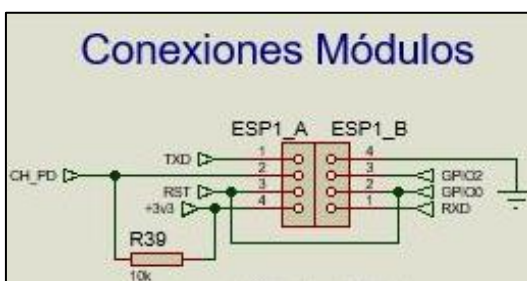 Conexiones Módulos
ESP1_A ESP1_B
TXD 1 4
CH_PD 2 3 GPIO2
RST 3 2 GPIO0
+3v3 4 1 RXD
R39
10k